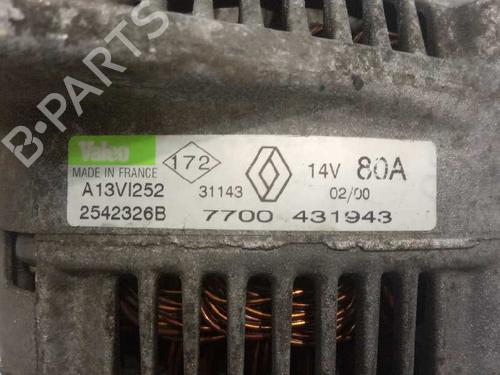 B-PARTS
Valeo
MADE IN FRANCE
172
A13VI252
31143
14V 80A
02/00
2542326B
7700 431943